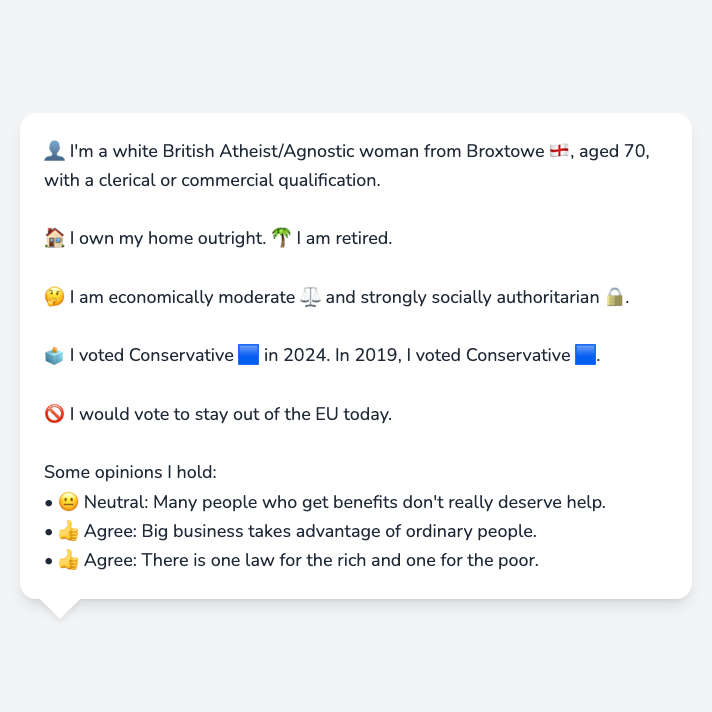 👤 I'm a white British Atheist/Agnostic woman from Broxtowe 🏴󠁧󠁢󠁥󠁮󠁧󠁿, aged 70,
with a clerical or commercial qualification.
🏠 I own my home outright. 🌴 I am retired.
🤔 I am economically moderate ⚖️ and strongly socially authoritarian 🔒.
🗳️ I voted Conservative 🟦 in 2024. In 2019, I voted Conservative 🟦.
🚫 I would vote to stay out of the EU today.
Some opinions I hold:
• 😐 Neutral: Many people who get benefits don't really deserve help.
• 👍 Agree: Big business takes advantage of ordinary people.
• 👍 Agree: There is one law for the rich and one for the poor.